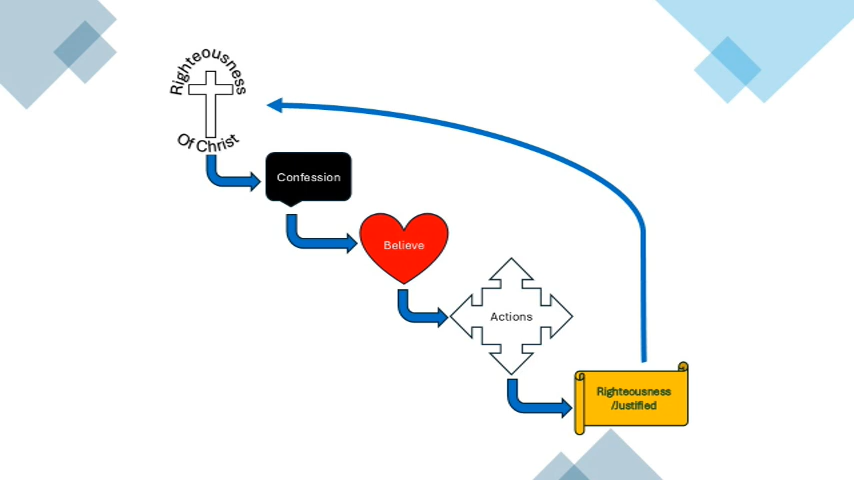 Righteousness
Of Christ
Confession
Believe
Actions
Righteousness
/Justified